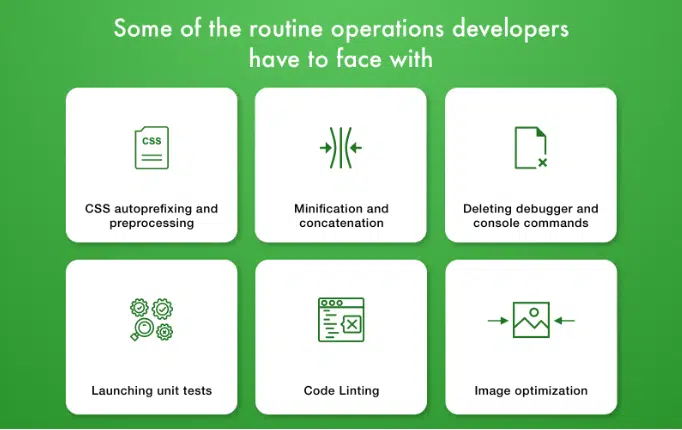 Some of the routine operations developers
have to face with
CSS
CSS autoprefixing and
preprocessing
Minification and
concatenation
Deleting debugger and
console commands
Launching unit tests
Code Linting
Image optimization